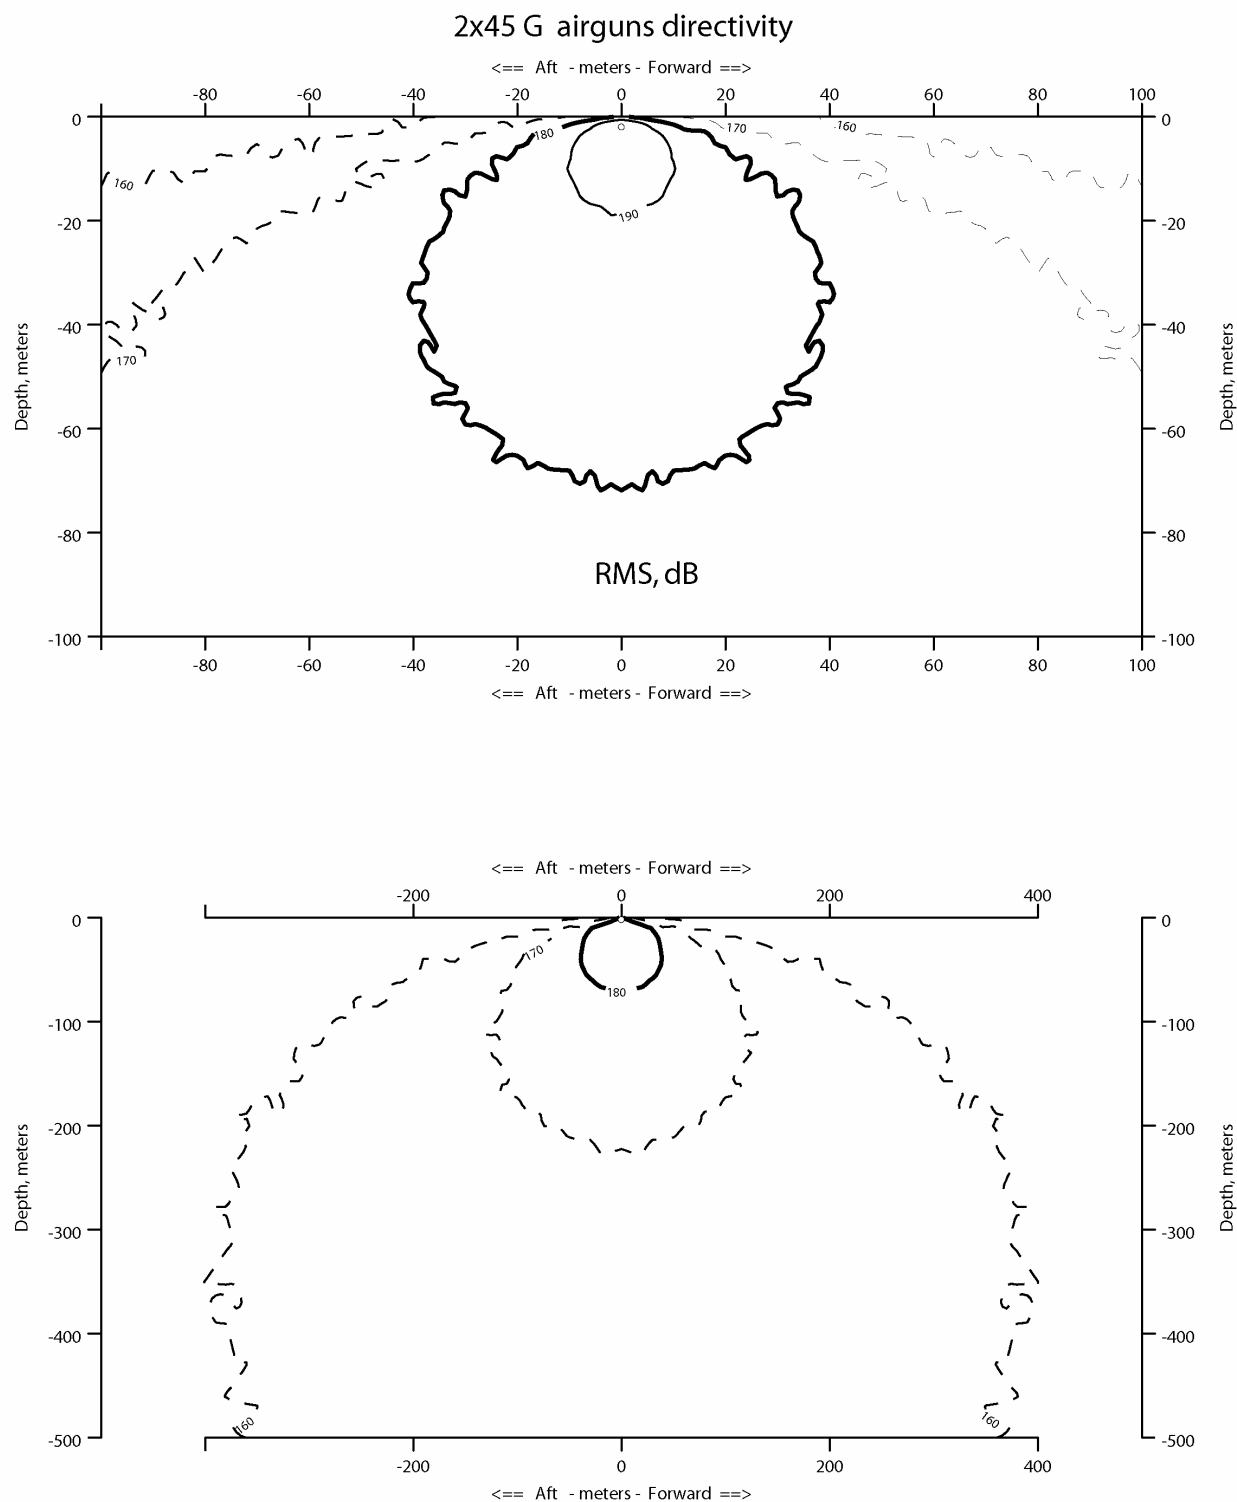 2x45 G airguns directivity
<== Aft - meters - Forward ==>
-80 -60 -40 -20 0 20 40 60 80 100
0 180 170 160 0
160
190
-20 -20
-40 -40
170
Depth, meters Depth, meters
-60 -60
-80 -80
RMS, dB
-100 -100
-80 -60 -40 -20 0 20 40 60 80 100
<== Aft - meters - Forward ==>
<== Aft - meters - Forward ==>
-200 0 200 400
0 0
170
180
-100 -100
-200 -200
Depth, meters Depth, meters
-300 -300
-400 -400
160 160
-500 -500
-200 0 200 400
<== Aft - meters - Forward ==>